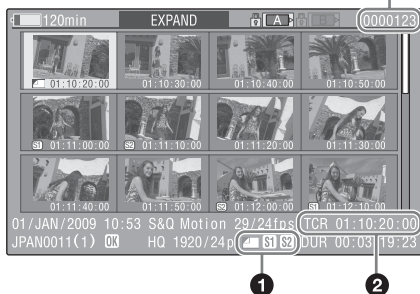 120min EXPAND A B 0000123
01:10:20:00 01:10:30:00 01:10:40:00 01:10:50:00
S1 01:11:00:00 S2 01:11:10:00 01:11:20:00 01:11:30:00
01:11:40:00 01:11:50:00 S1 01:12:00:00 S2 01:12:10:00
01/JAN/2009 10:53 S&Q Motion 29/24fps TCR 01:10:20:00
JPAN0011(1) OK HQ 1920/24p S1 S2 DUR 00:03:19:23
1 2